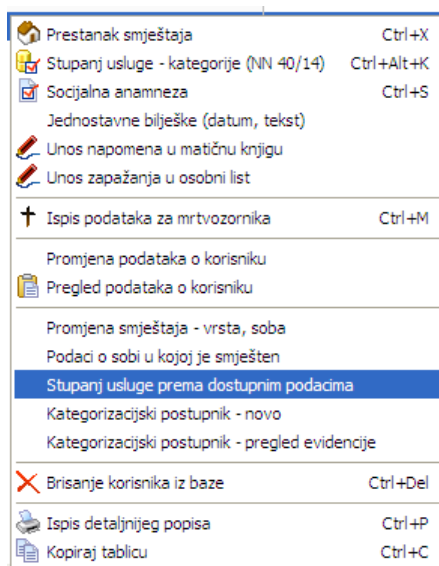 Prestanak smještaja Ctrl+X
Stupanj usluge - kategorije (NN 40/14) Ctrl+Alt+K
Socijalna anamneza Ctrl+S
Jednostavne bilješke (datum, tekst)
Unos napomena u matičnu knjigu
Unos zapažanja u osobni list
Ispis podataka za mrtvozornika Ctrl+M
Promjena podataka o korisniku
Pregled podataka o korisniku
Promjena smještaja - vrsta, soba
Podaci o sobi u kojoj je smješten
Stupanj usluge prema dostupnim podacima
Kategorizacijski postupnik - novo
Kategorizacijski postupnik - pregled evidencije
Brisanje korisnika iz baze Ctrl+Del
Ispis detaljnijeg popisa Ctrl+P
Kopiraj tablicu Ctrl+C